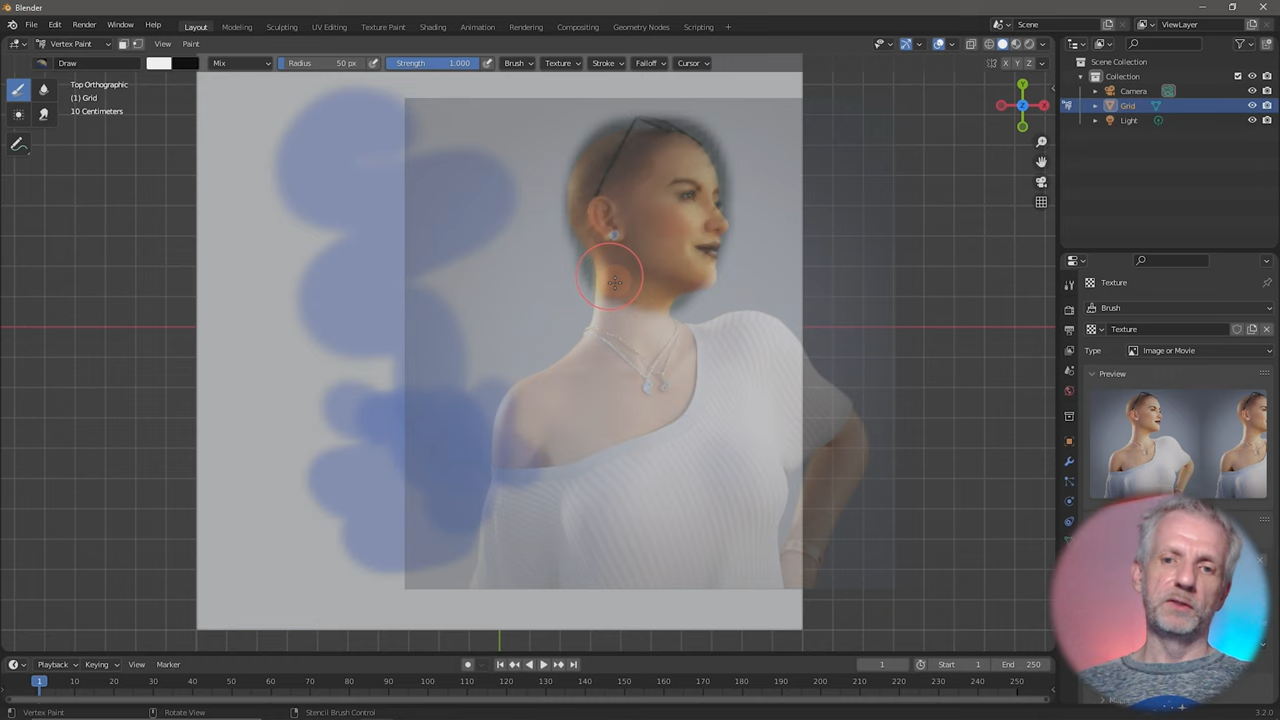 Blender
File Edit Render Window Help
Layout Modeling Sculpting UV Editing Texture Paint Shading Animation Rendering Compositing Geometry Nodes Scripting +
Scene
ViewLayer
Vertex Paint View Paint
Draw Mix Radius 50 px Strength 1.000 Brush Texture Stroke Falloff Cursor
X Y Z
Top Orthographic
(1) Grid
10 Centimeters
Z X
Scene Collection
Collection
Camera
Grid
Light
Texture
Brush
Texture
Type Image or Movie
Preview
Playback Keying View Marker
1 Start 1 End 250
1 10 20 30 40 50 60 70 80 90 100 110 120 130 140 150 160 170 180 190 200 210 220 230 240 250
Vertex Paint Rotate View Stencil Brush Control 3.2.0